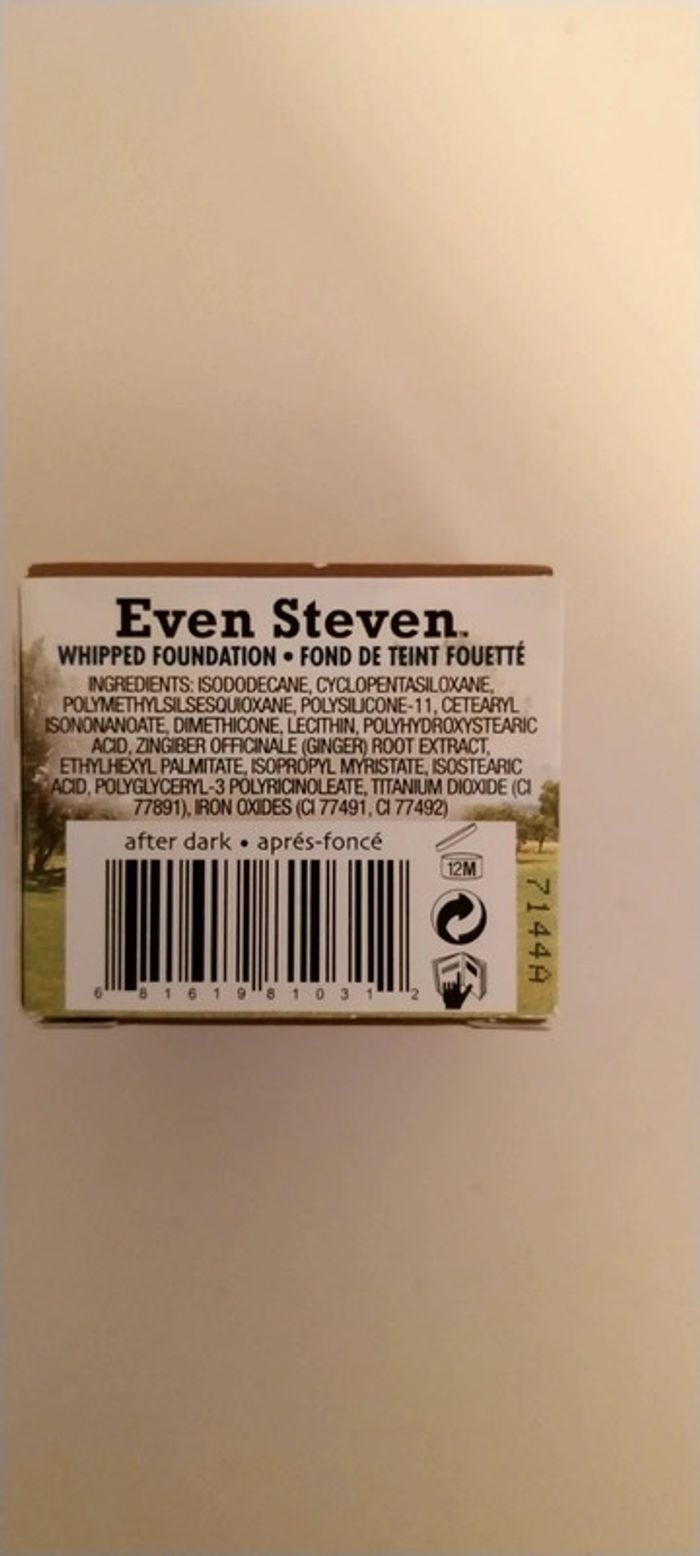 Even Steven™
WHIPPED FOUNDATION • FOND DE TEINT FOUETTÉ
INGREDIENTS: ISODODECANE, CYCLOPENTASILOXANE,
POLYMETHYLSILSESQUIOXANE, POLYSILICONE-11, CETEARYL
ISONONANOATE, DIMETHICONE, LECITHIN, POLYHYDROXYSTEARIC
ACID, ZINGIBER OFFICINALE (GINGER) ROOT EXTRACT,
ETHYLHEXYL PALMITATE, ISOPROPYL MYRISTATE, ISOSTEARIC
ACID, POLYGLYCERYL-3 POLYRICINOLEATE, TITANIUM DIOXIDE (CI
77891), IRON OXIDES (CI 77491, CI 77492)
after dark • aprés-foncé
12M
7144A
6 81619 81031 2